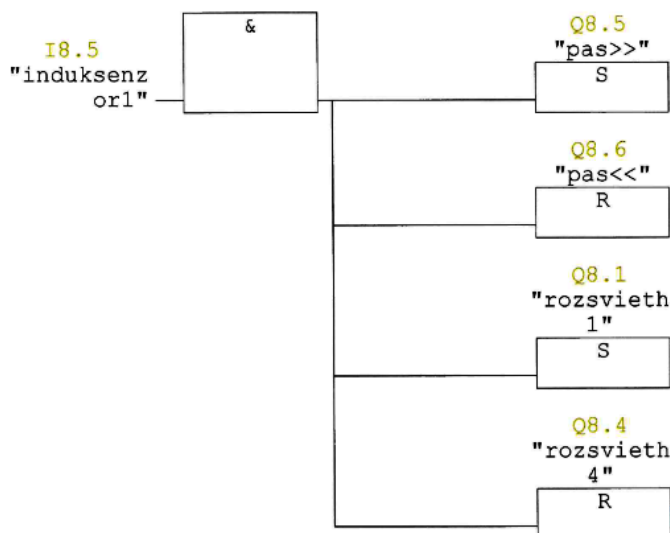 &
I8.5
"induksenz
or1"
Q8.5
"pas>>"
S
Q8.6
"pas<<"
R
Q8.1
"rozsvieth
1"
S
Q8.4
"rozsvieth
4"
R